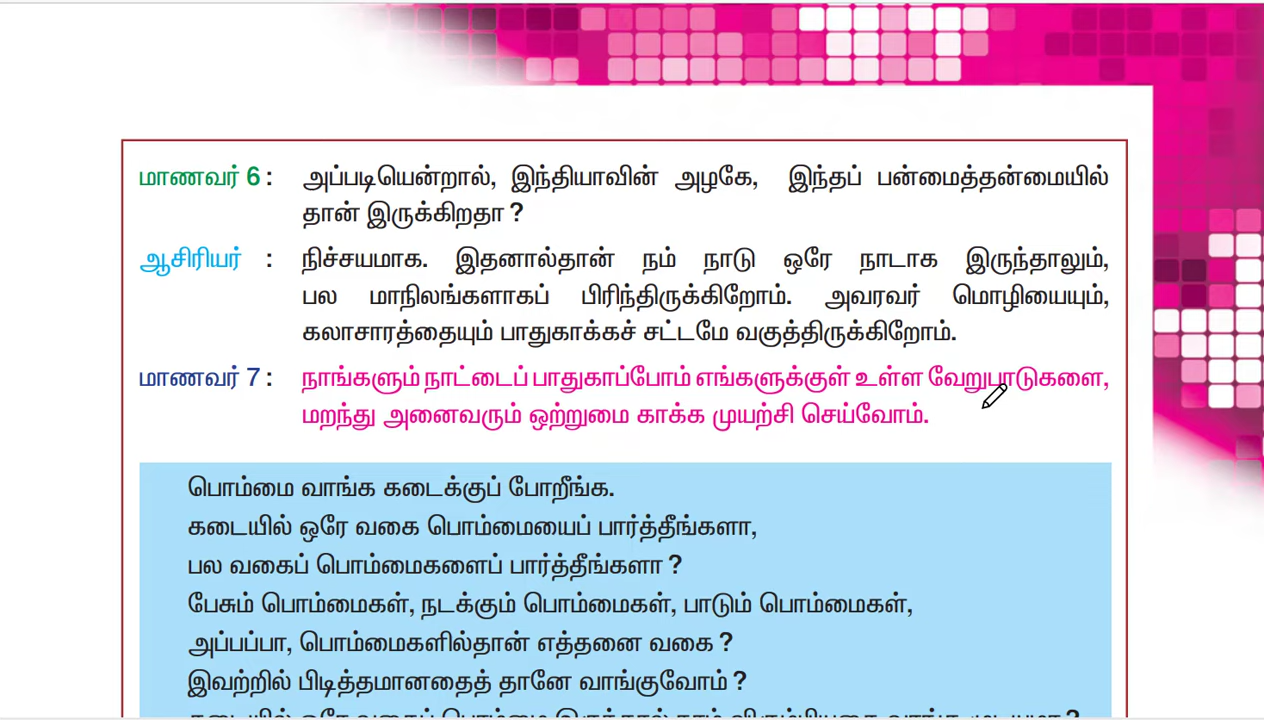 மாணவர் 6 : அப்படியென்றால், இந்தியாவின் அழகே, இந்தப் பன்மைத்தன்மையில்
தான் இருக்கிறதா ?
ஆசிரியர் : நிச்சயமாக. இதனால்தான் நம் நாடு ஒரே நாடாக இருந்தாலும்,
பல மாநிலங்களாகப் பிரிந்திருக்கிறோம். அவரவர் மொழியையும்,
கலாசாரத்தையும் பாதுகாக்கச் சட்டமே வகுத்திருக்கிறோம்.
மாணவர் 7 : நாங்களும் நாட்டைப் பாதுகாப்போம் எங்களுக்குள் உள்ள வேறுபாடுகளை,
மறந்து அனைவரும் ஒற்றுமை காக்க முயற்சி செய்வோம்.
பொம்மை வாங்க கடைக்குப் போறீங்க.
கடையில் ஒரே வகை பொம்மையைப் பார்த்தீங்களா,
பல வகைப் பொம்மைகளைப் பார்த்தீங்களா ?
பேசும் பொம்மைகள், நடக்கும் பொம்மைகள், பாடும் பொம்மைகள்,
அப்பப்பா, பொம்மைகளில்தான் எத்தனை வகை ?
இவற்றில் பிடித்தமானதைத் தானே வாங்குவோம் ?